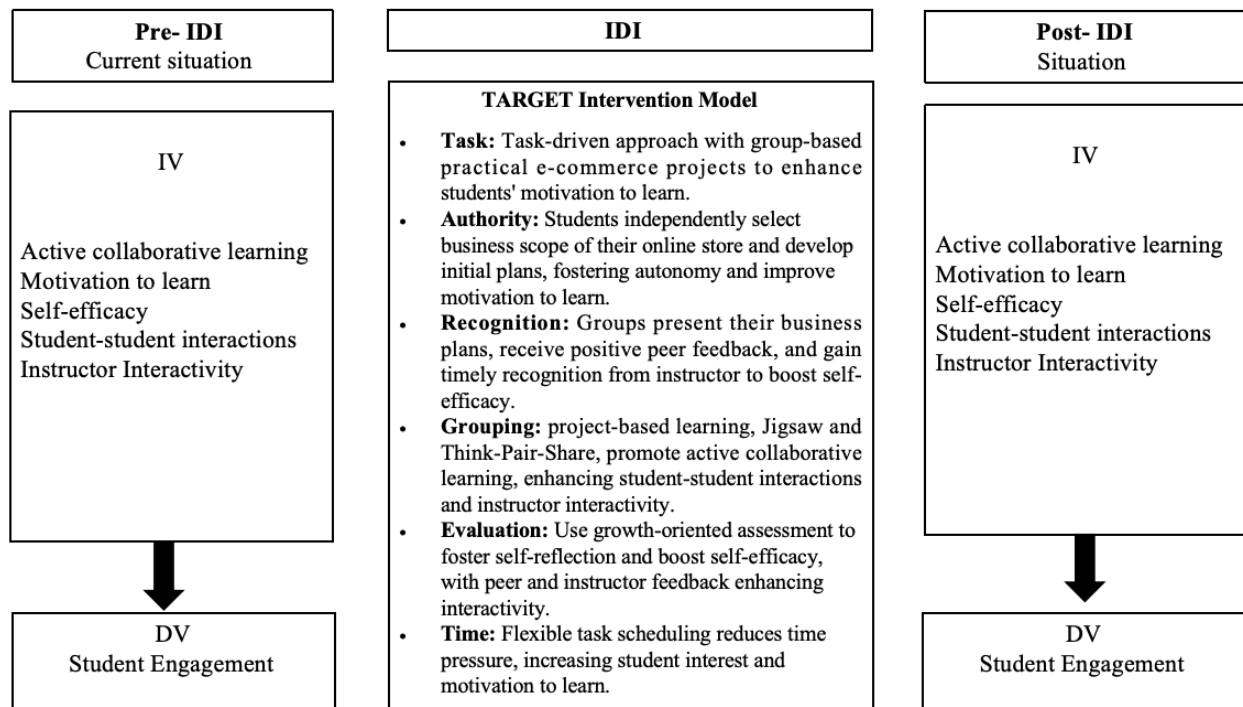 Pre- IDI
Current situation
IV
Active collaborative learning
Motivation to learn
Self-efficacy
Student-student interactions
Instructor Interactivity
DV
Student Engagement
IDI
TARGET Intervention Model
• Task: Task-driven approach with group-based
practical e-commerce projects to enhance
students' motivation to learn.
• Authority: Students independently select
business scope of their online store and develop
initial plans, fostering autonomy and improve
motivation to learn.
• Recognition: Groups present their business
plans, receive positive peer feedback, and gain
timely recognition from instructor to boost self-
efficacy.
• Grouping: project-based learning, Jigsaw and
Think-Pair-Share, promote active collaborative
learning, enhancing student-student interactions
and instructor interactivity.
• Evaluation: Use growth-oriented assessment to
foster self-reflection and boost self-efficacy,
with peer and instructor feedback enhancing
interactivity.
• Time: Flexible task scheduling reduces time
pressure, increasing student interest and
motivation to learn.
Post- IDI
Situation
IV
Active collaborative learning
Motivation to learn
Self-efficacy
Student-student interactions
Instructor Interactivity
DV
Student Engagement